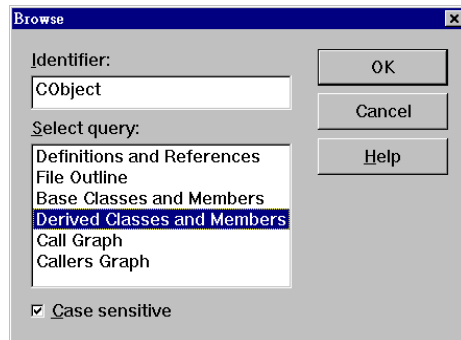 Browse
Identifier:
CObject
Select query:
Definitions and References
File Outline
Base Classes and Members
Derived Classes and Members
Call Graph
Callers Graph
Case sensitive
OK
Cancel
Help